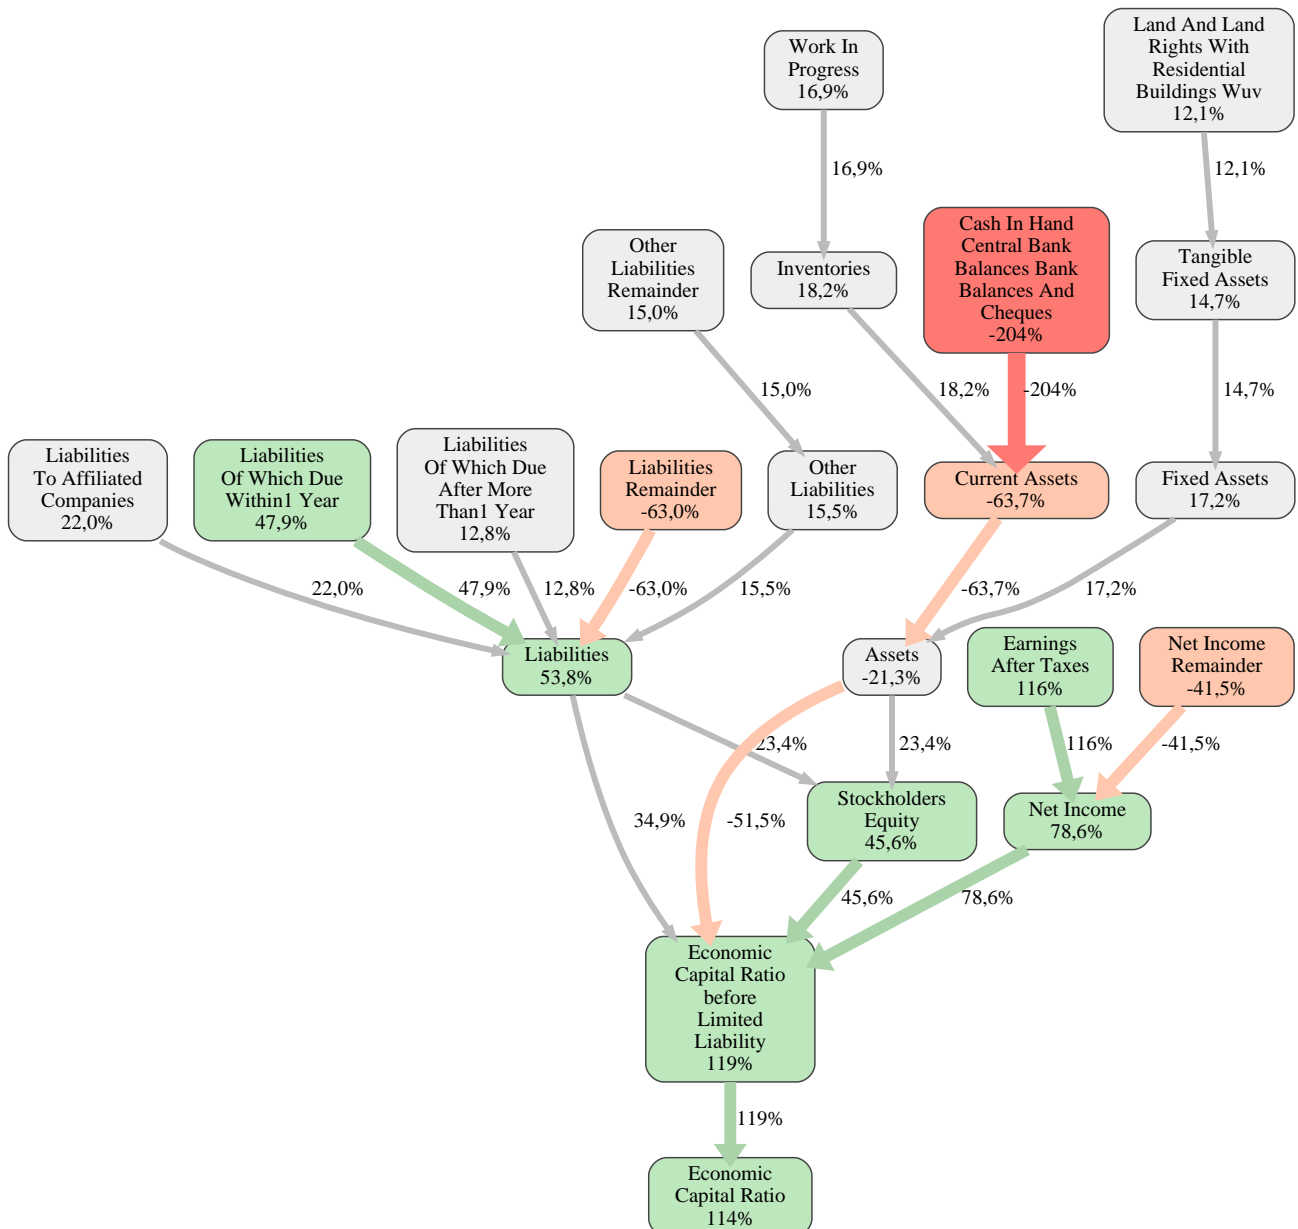 Land And Land
Rights With
Residential
Buildings Wuv
12,1%
Work In
Progress
16,9%
16,9%
12,1%
Cash In Hand
Central Bank
Balances Bank
Balances And
Cheques
-204%
Other
Liabilities
Remainder
15,0%
Inventories
18,2%
Tangible
Fixed Assets
14,7%
15,0%
18,2%
-204%
14,7%
Liabilities
To Affiliated
Companies
22,0%
Liabilities
Of Which Due
Within1 Year
47,9%
Liabilities
Of Which Due
After More
Than1 Year
12,8%
Liabilities
Remainder
-63,0%
Other
Liabilities
15,5%
Current Assets
-63,7%
Fixed Assets
17,2%
22,0%
47,9%
12,8%
-63,0%
15,5%
-63,7%
17,2%
Liabilities
53,8%
Assets
-21,3%
Earnings
After Taxes
116%
Net Income
Remainder
-41,5%
23,4%
23,4%
116%
-41,5%
Stockholders
Equity
45,6%
Net Income
78,6%
34,9%
-51,5%
45,6%
78,6%
Economic
Capital Ratio
before
Limited
Liability
119%
119%
Economic
Capital Ratio
114%